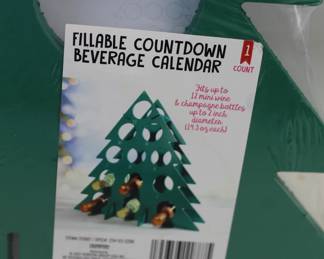 FILLABLE COUNTDOWN
BEVERAGE CALENDAR
1
COUNT
Fits up to
12 mini wine
& champagne bottles
up to 2 inch
diameter